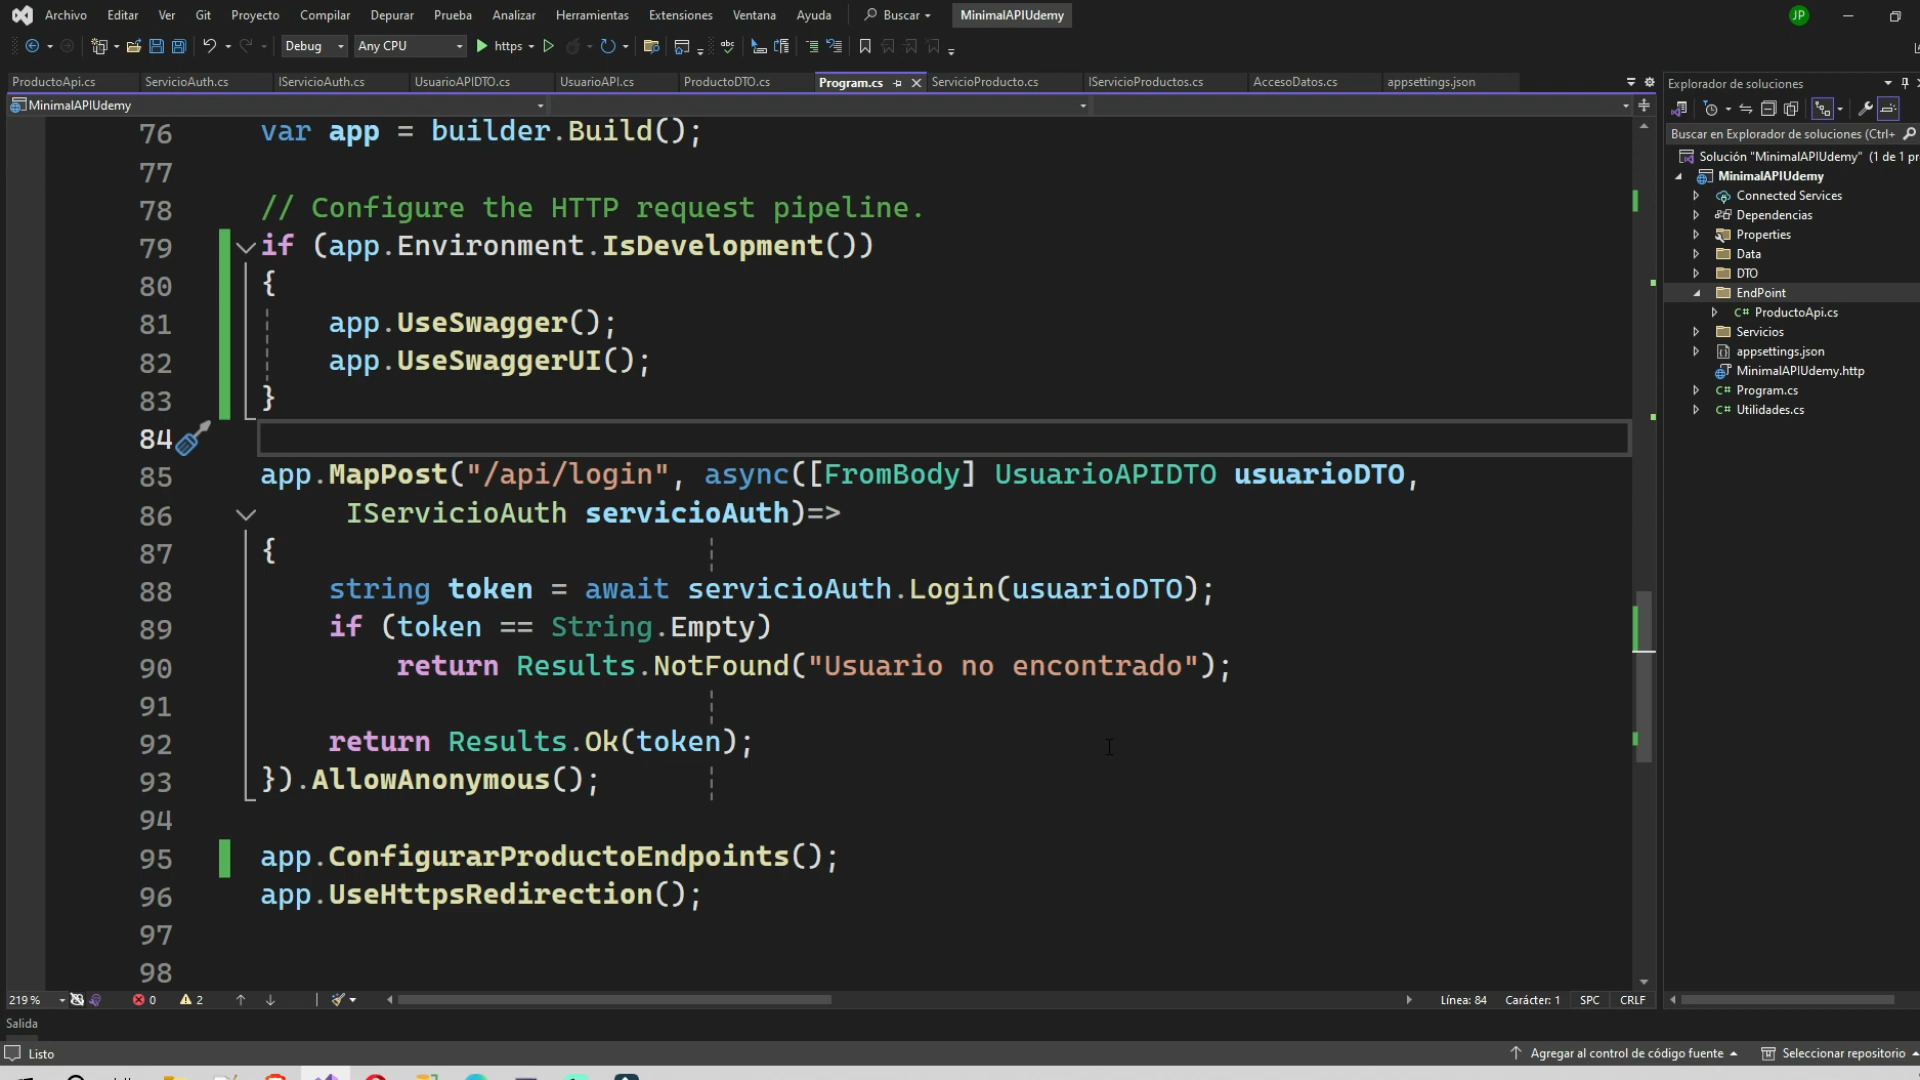 Archivo Editar Ver Git Proyecto Compilar Depurar Prueba Analizar Herramientas Extensiones Ventana Ayuda Buscar MinimalAPIUdemy JP
Debug Any CPU https
ProductoApi.cs ServicioAuth.cs IServicioAuth.cs UsuarioAPIDTO.cs UsuarioAPI.cs ProductoDTO.cs Program.cs ServicioProducto.cs IServicioProductos.cs AccesoDatos.cs appsettings.json
MinimalAPIUdemy
76 var app = builder.Build();
77
78 // Configure the HTTP request pipeline.
79 if (app.Environment.IsDevelopment())
80 {
81 app.UseSwagger();
82 app.UseSwaggerUI();
83 }
84
85 app.MapPost("/api/login", async([FromBody] UsuarioAPIDTO usuarioDTO,
86 IServicioAuth servicioAuth)=>
87 {
88 string token = await servicioAuth.Login(usuarioDTO);
89 if (token == String.Empty)
90 return Results.NotFound("Usuario no encontrado");
91
92 return Results.Ok(token);
93 }).AllowAnonymous();
94
95 app.ConfigurarProductoEndpoints();
96 app.UseHttpsRedirection();
97
98
219 % 0 2 Línea: 84 Carácter: 1 SPC CRLF
Salida
Listo Agregar al control de código fuente Seleccionar repositorio
Explorador de soluciones
Buscar en Explorador de soluciones (Ctrl+
Solución "MinimalAPIUdemy" (1 de 1 pr
MinimalAPIUdemy
Connected Services
Dependencias
Properties
Data
DTO
EndPoint
C# ProductoApi.cs
Servicios
appsettings.json
MinimalAPIUdemy.http
C# Program.cs
C# Utilidades.cs